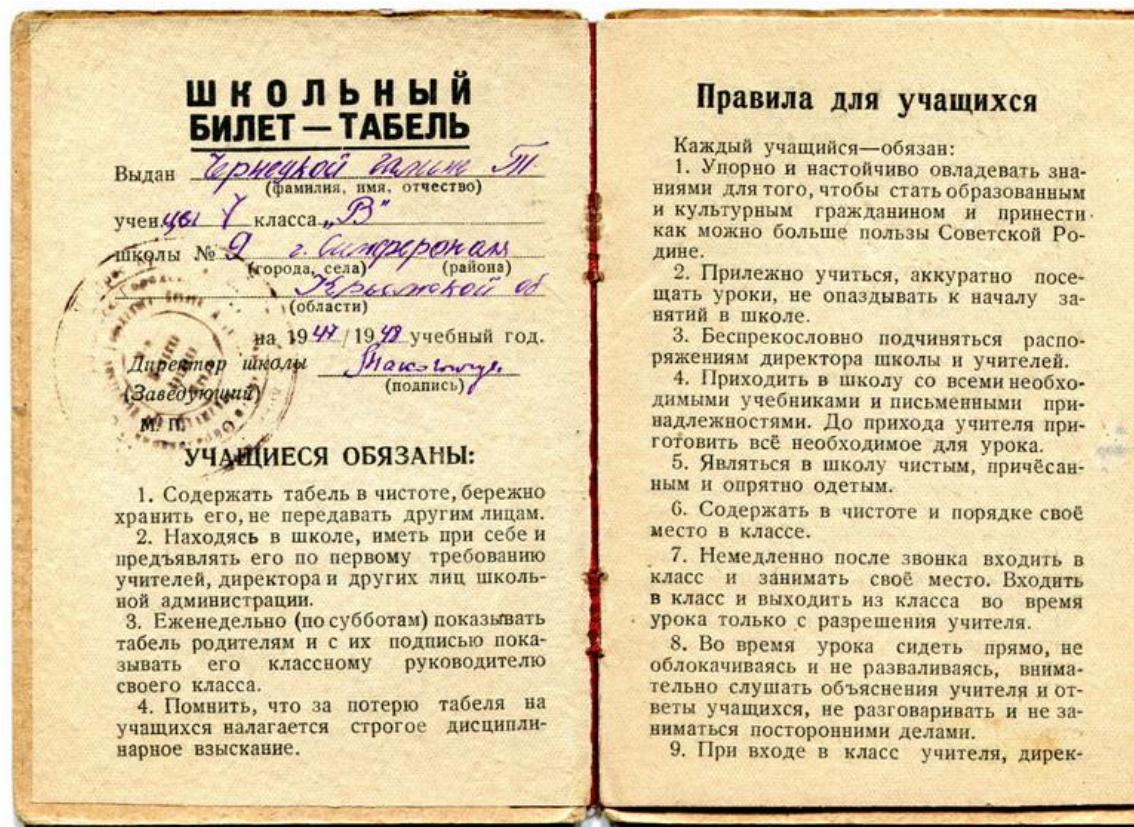 ШКОЛЬНЫЙ
БИЛЕТ — ТАБЕЛЬ
Выдан Чернецкой Галине Т
(фамилия, имя, отчество)
учен.цы 7 класса „В"
школы № 9 г. Симферополя
(города, села) (района)
Крымской об
(области)
на 1947/1948 учебный год.
Директор школы
(Заведующий) (подпись)
М. П.
УЧАЩИЕСЯ ОБЯЗАНЫ:
1. Содержать табель в чистоте, бережно
хранить его, не передавать другим лицам.
2. Находясь в школе, иметь при себе и
предъявлять его по первому требованию
учителей, директора и других лиц школь-
ной администрации.
3. Еженедельно (по субботам) показывать
табель родителям и с их подписью пока-
зывать его классному руководителю
своего класса.
4. Помнить, что за потерю табеля на
учащихся налагается строгое дисципли-
нарное взыскание.
Правила для учащихся
Каждый учащийся—обязан:
1. Упорно и настойчиво овладевать зна-
ниями для того, чтобы стать образованным
и культурным гражданином и принести
как можно больше пользы Советской Ро-
дине.
2. Прилежно учиться, аккуратно посе-
щать уроки, не опаздывать к началу за-
нятий в школе.
3. Беспрекословно подчиняться распо-
ряжениям директора школы и учителей.
4. Приходить в школу со всеми необхо-
димыми учебниками и письменными при-
надлежностями. До прихода учителя при-
готовить всё необходимое для урока.
5. Являться в школу чистым, причёсан-
ным и опрятно одетым.
6. Содержать в чистоте и порядке своё
место в классе.
7. Немедленно после звонка входить в
класс и занимать своё место. Входить
в класс и выходить из класса во время
урока только с разрешения учителя.
8. Во время урока сидеть прямо, не
облокачиваясь и не разваливаясь, внима-
тельно слушать объяснения учителя и от-
веты учащихся, не разговаривать и не за-
ниматься посторонними делами.
9. При входе в класс учителя, дирек-